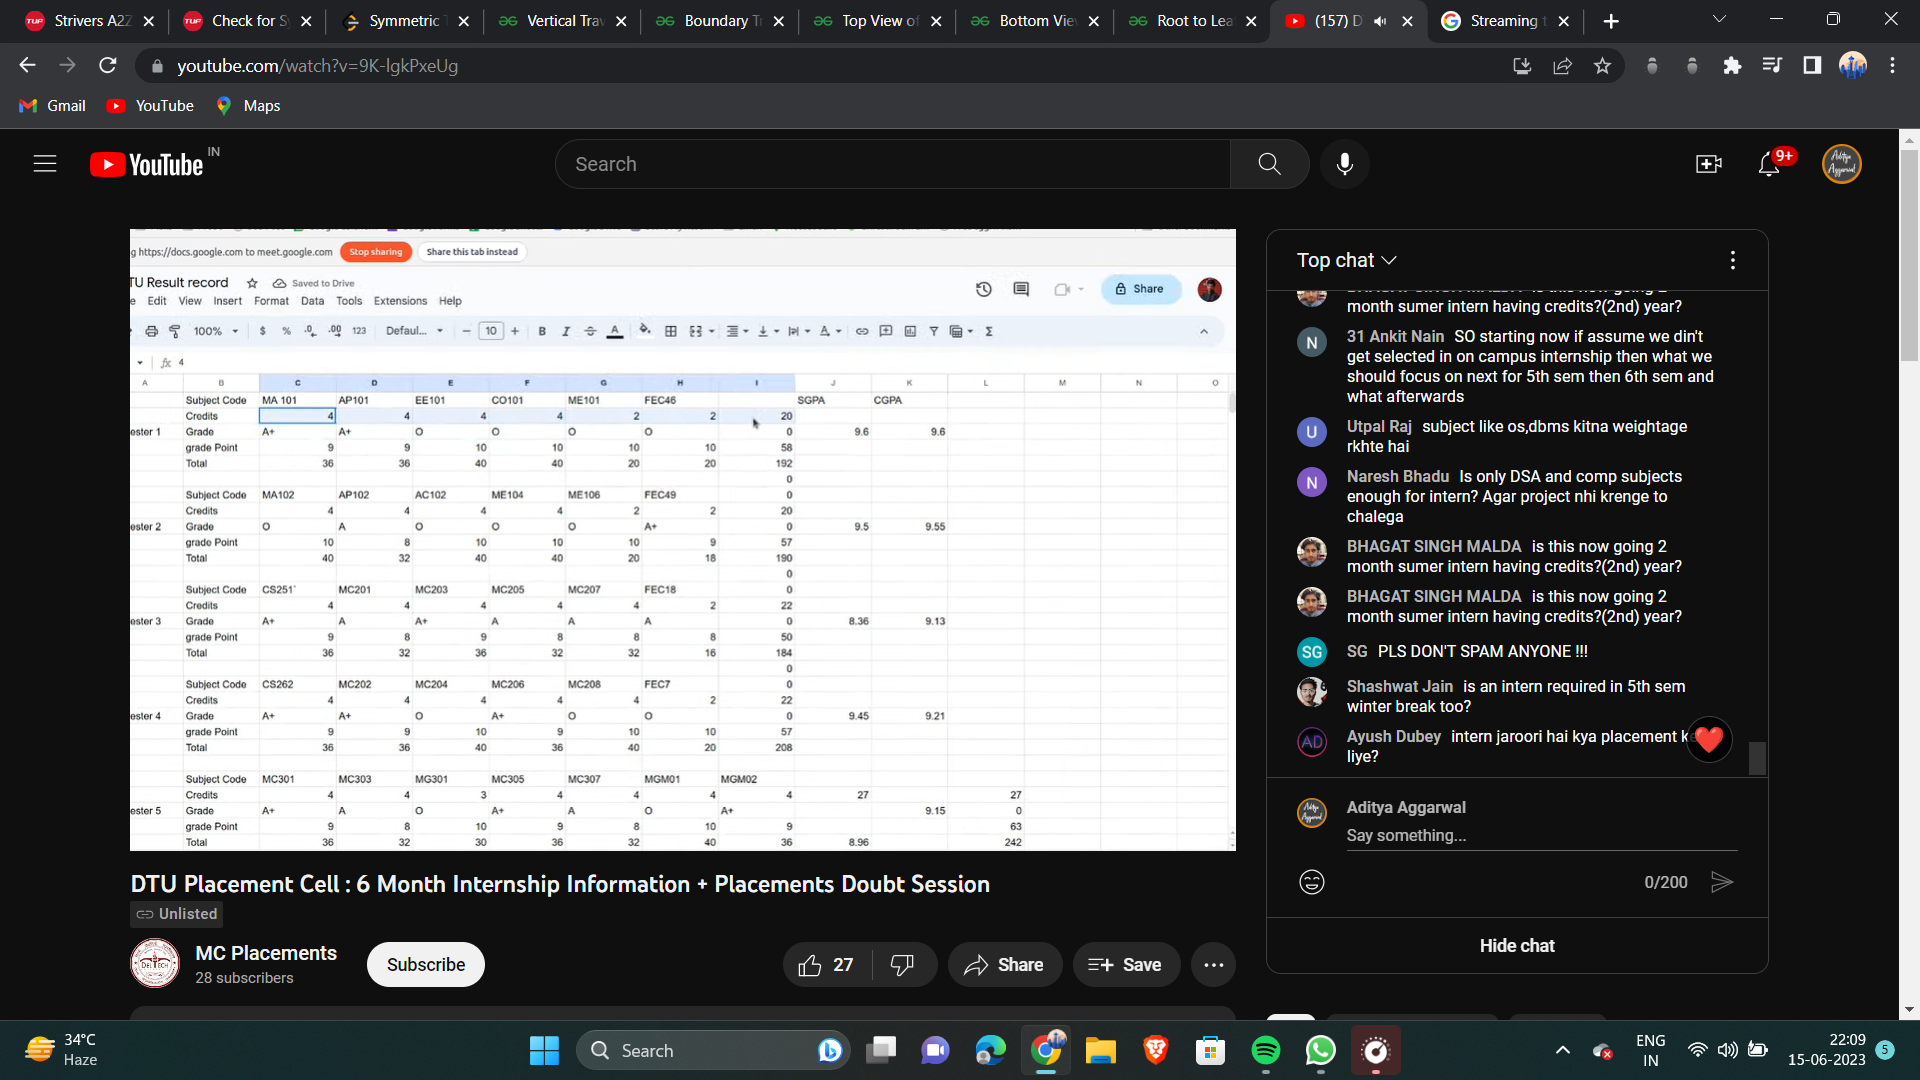 Strivers A2Z
Check for Sy
Symmetric T
Vertical Trav
Boundary Tr
Top View of
Bottom Vie
Root to Lea
(157) D
Streaming t
youtube.com/watch?v=9K-lgkPxeUg
Gmail
YouTube
Maps
YouTube IN
Search
9+
g https://docs.google.com to meet.google.com
Stop sharing
Share this tab instead
TU Result record
Saved to Drive
e Edit View Insert Format Data Tools Extensions Help
Share
100% $ % .0 .00 123 Defaul... 10
fx 4
A B C D E F G H I J K L M N O
Subject Code MA 101 AP101 EE101 CO101 ME101 FEC46 SGPA CGPA
Credits 4 4 4 4 2 2 20
ester 1 Grade A+ A+ O O O O 0 9.6 9.6
grade Point 9 9 10 10 10 10 58
Total 36 36 40 40 20 20 192
0
Subject Code MA102 AP102 AC102 ME104 ME106 FEC49 0
Credits 4 4 4 4 2 2 20
ester 2 Grade O A O O O A+ 0 9.5 9.55
grade Point 10 8 10 10 10 9 57
Total 40 32 40 40 20 18 190
0
Subject Code CS251` MC201 MC203 MC205 MC207 FEC18 0
Credits 4 4 4 4 4 2 22
ester 3 Grade A+ A A+ A A A 0 8.36 9.13
grade Point 9 8 9 8 8 8 50
Total 36 32 36 32 32 16 184
0
Subject Code CS262 MC202 MC204 MC206 MC208 FEC7 0
Credits 4 4 4 4 4 2 22
ester 4 Grade A+ A+ O A+ O O 0 9.45 9.21
grade Point 9 9 10 9 10 10 57
Total 36 36 40 36 40 20 208
Subject Code MC301 MC303 MG301 MC305 MC307 MGM01 MGM02
Credits 4 4 3 4 4 4 4 27 27
ester 5 Grade A+ A O A+ A O A+ 9.15 0
grade Point 9 8 10 9 8 10 9 63
Total 36 32 30 36 32 40 36 8.96 242
DTU Placement Cell : 6 Month Internship Information + Placements Doubt Session
Unlisted
MC Placements
28 subscribers
Subscribe
27
Share
Save
Top chat
month sumer intern having credits?(2nd) year?
N
31 Ankit Nain SO starting now if assume we din't
get selected in on campus internship then what we
should focus on next for 5th sem then 6th sem and
what afterwards
U
Utpal Raj subject like os,dbms kitna weightage
rkhte hai
N
Naresh Bhadu Is only DSA and comp subjects
enough for intern? Agar project nhi krenge to
chalega
BHAGAT SINGH MALDA is this now going 2
month sumer intern having credits?(2nd) year?
BHAGAT SINGH MALDA is this now going 2
month sumer intern having credits?(2nd) year?
SG
SG PLS DON'T SPAM ANYONE !!!
Shashwat Jain is an intern required in 5th sem
winter break too?
AD
Ayush Dubey intern jaroori hai kya placement
liye?
Aditya Aggarwal
Say something...
0/200
Hide chat
34°C
Haze
Search
ENG
IN
22:09
15-06-2023
5